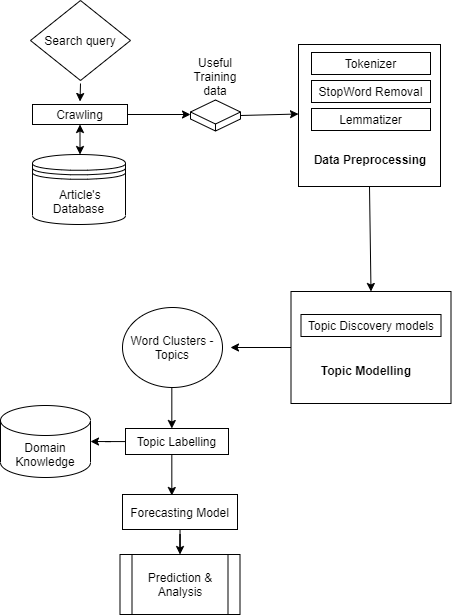 Search query
Crawling
Article's
Database
Useful
Training
data
Tokenizer
StopWord Removal
Lemmatizer
Data Preprocessing
Topic Discovery models
Topic Modelling
Word Clusters -
Topics
Topic Labelling
Domain
Knowledge
Forecasting Model
Prediction &
Analysis